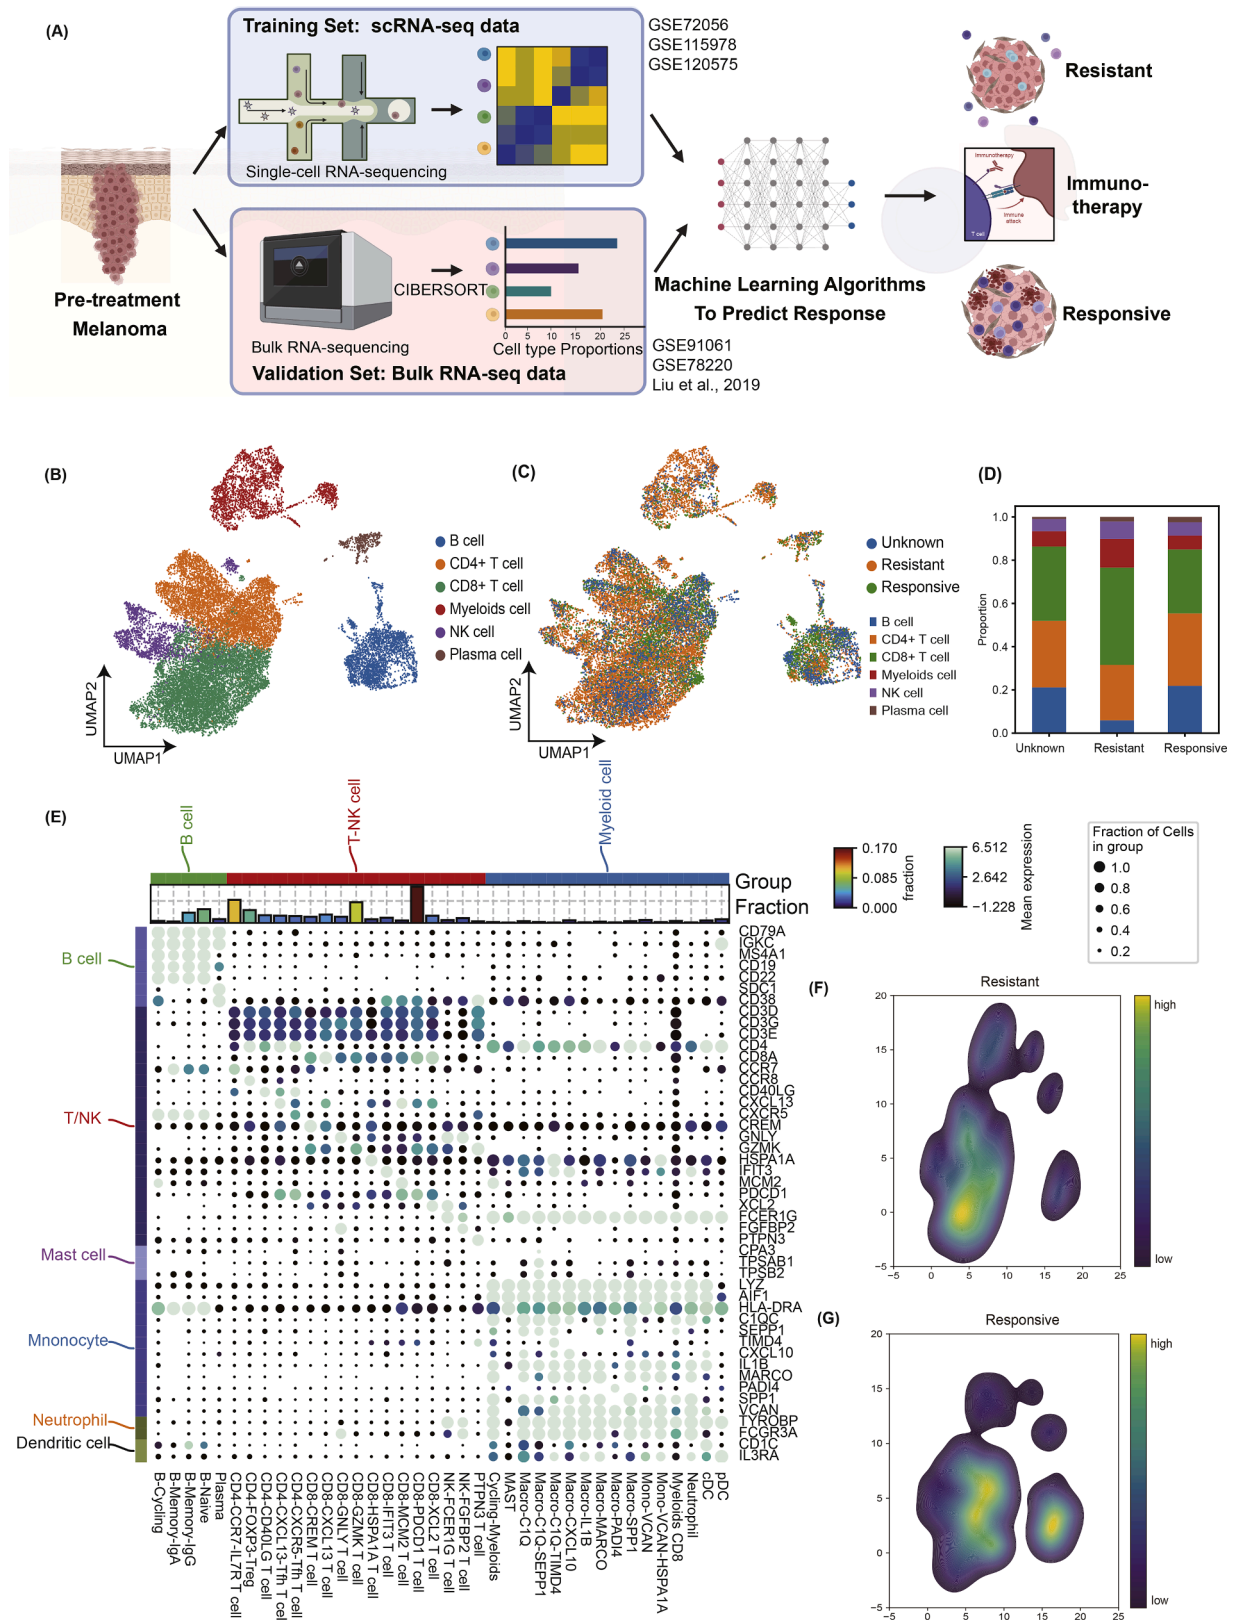 (A)
Training Set: scRNA-seq data
Single-cell RNA-sequencing
GSE72056
GSE115978
GSE120575
Pre-treatment
Melanoma
CIBERSORT
Bulk RNA-sequencing
0 5 10 15 20 25
Cell type Proportions
Validation Set: Bulk RNA-seq data
GSE91061
GSE78220
Liu et al., 2019
Machine Learning Algorithms
To Predict Response
Resistant
Immunotherapy
Immune
attack
T cell
Immuno-
therapy
Responsive
(B)
B cell
CD4+ T cell
CD8+ T cell
Myeloids cell
NK cell
Plasma cell
UMAP2
UMAP1
(C)
Unknown
Resistant
Responsive
B cell
CD4+ T cell
CD8+ T cell
Myeloids cell
NK cell
Plasma cell
UMAP2
UMAP1
(D)
Proportion
1.0
0.8
0.6
0.4
0.2
0.0
Unknown
Resistant
Responsive
(E)
B cell
T-NK cell
Myeloid cell
Group
Fraction
0.170
0.085
0.000
fraction
Mean expression
6.512
2.642
−1.228
Fraction of Cells
in group
1.0
0.8
0.6
0.4
0.2
B cell
T/NK
Mast cell
Mnonocyte
Neutrophil
Dendritic cell
CD79A
IGKC
MS4A1
CD19
CD22
SDC1
CD38
CD3D
CD3G
CD3E
CD4
CD8A
CCR7
CCR8
CD40LG
CXCL13
CXCR5
CREM
GNLY
GZMK
HSPA1A
IFIT3
MCM2
PDCD1
XCL2
FCER1G
FGFBP2
PTPN3
CPA3
TPSAB1
TPSB2
LYZ
AIF1
HLA-DRA
C1QC
SEPP1
TIMD4
CXCL10
IL1B
MARCO
PADI4
SPP1
VCAN
TYROBP
FCGR3A
CD1C
IL3RA
B-Cycling
B-Memory-IgA
B-Memory-IgG
B-Naive
Plasma
CD4-CCR7-IL7R T cell
CD4-FOXP3-Treg
CD4-CD40LG T cell
CD4-CXCL13-Tfh T cell
CD4-CXCR5-Tfh T cell
CD8-CREM T cell
CD8-CXCL13 T cell
CD8-GNLY T cell
CD8-GZMK T cell
CD8-HSPA1A T cell
CD8-IFIT3 T cell
CD8-MCM2 T cell
CD8-PDCD1 T cell
CD8-XCL2 T cell
NK-FCER1G T cell
NK-FGFBP2 T cell
PTPN3 T cell
Cycling-Myeloids
MAST
Macro-C1Q
Macro-C1Q-SEPP1
Macro-C1Q-TIMD4
Macro-CXCL10
Macro-IL1B
Macro-MARCO
Macro-PADI4
Macro-SPP1
Mono-VCAN
Mono-VCAN-HSPA1A
Myeloids CD8
Neutrophil
cDC
pDC
(F)
Resistant
20
15
10
5
0
−5
−5 0 5 10 15 20 25
high
low
(G)
Responsive
20
15
10
5
0
−5
−5 0 5 10 15 20 25
high
low